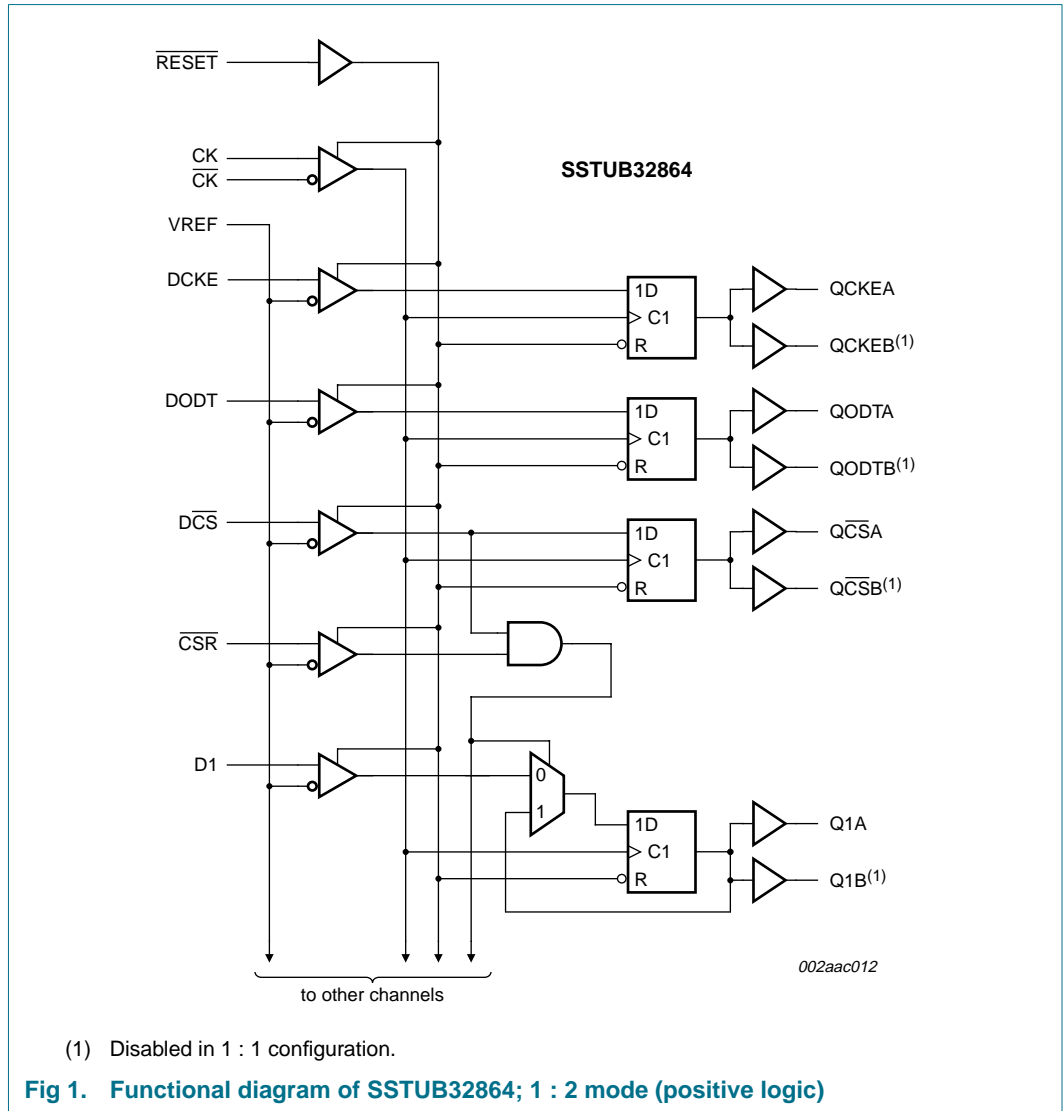 RESET
CK
CK
SSTUB32864
VREF
DCKE
1D
C1
R
QCKEA
QCKEB(1)
DODT
1D
C1
R
QODTA
QODTB(1)
DCS
1D
C1
R
QCSA
QCSB(1)
CSR
D1
0
1
1D
C1
R
Q1A
Q1B(1)
to other channels
002aac012
(1) Disabled in 1 : 1 configuration.
Fig 1. Functional diagram of SSTUB32864; 1 : 2 mode (positive logic)